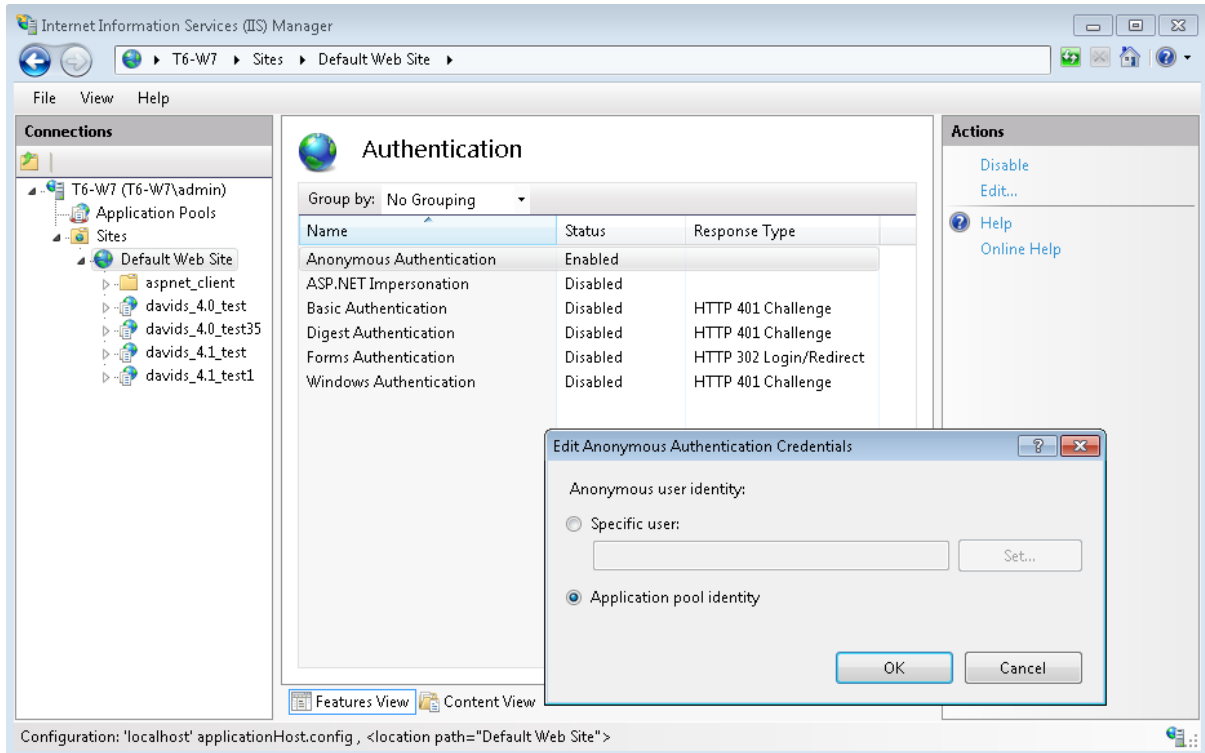 Internet Information Services (IIS) Manager
T6-W7 Sites Default Web Site
File View Help
Connections
T6-W7 (T6-W7\admin)
Application Pools
Sites
Default Web Site
aspnet_client
davids_4.0_test
davids_4.0_test35
davids_4.1_test
davids_4.1_test1
Authentication
Group by: No Grouping
Name Status Response Type
Anonymous Authentication Enabled
ASP.NET Impersonation Disabled
Basic Authentication Disabled HTTP 401 Challenge
Digest Authentication Disabled HTTP 401 Challenge
Forms Authentication Disabled HTTP 302 Login/Redirect
Windows Authentication Disabled HTTP 401 Challenge
Edit Anonymous Authentication Credentials
Anonymous user identity:
Specific user:
Set...
Application pool identity
OK Cancel
Features View Content View
Actions
Disable
Edit...
Help
Online Help
Configuration: 'localhost' applicationHost.config , <location path="Default Web Site">